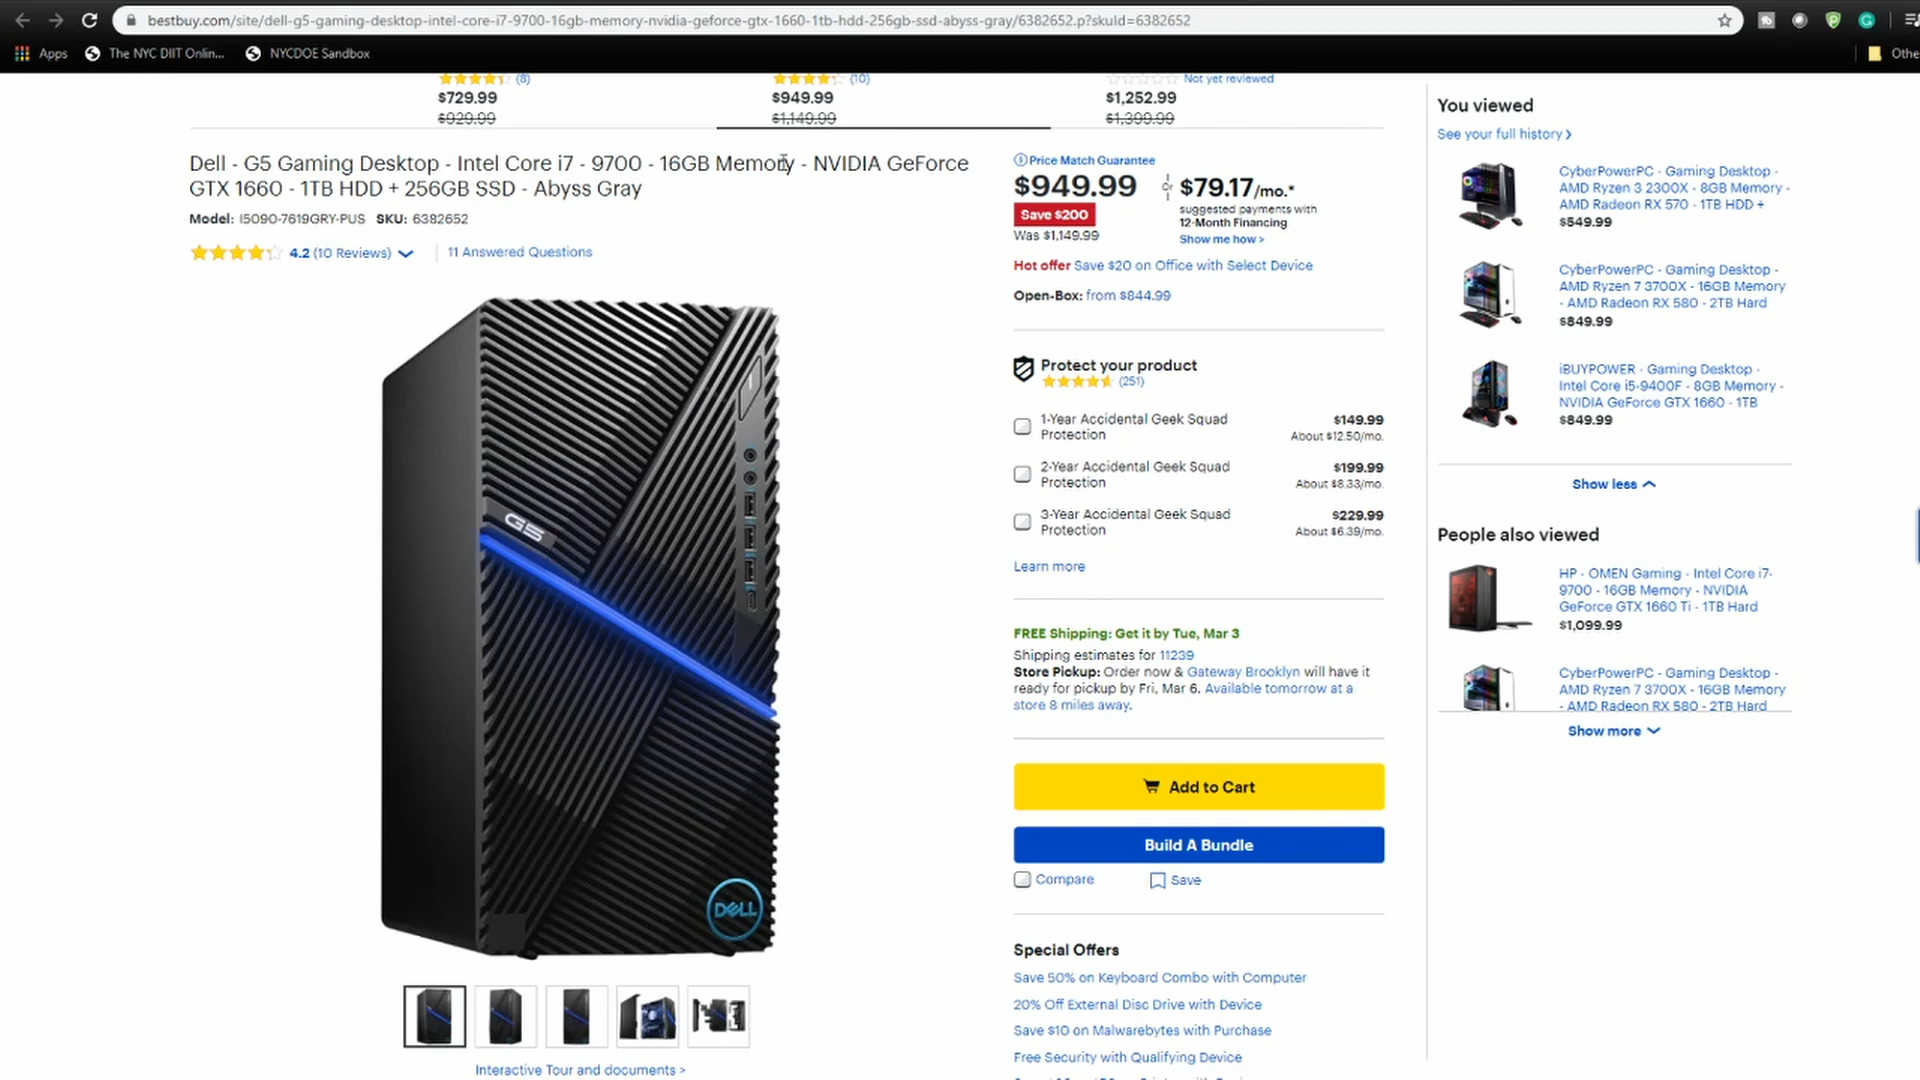 bestbuy.com/site/dell-g5-gaming-desktop-intel-core-i7-9700-16gb-memory-nvidia-geforce-gtx-1660-1tb-hdd-256gb-ssd-abyss-gray/6382652.p?skuId=6382652
Apps
The NYC DIIT Onlin...
NYCDOE Sandbox
Othe
(8)
$729.99
$929.99
(10)
$949.99
$1,149.99
Not yet reviewed
$1,252.99
$1,399.99
Dell - G5 Gaming Desktop - Intel Core i7 - 9700 - 16GB Memory - NVIDIA GeForce
GTX 1660 - 1TB HDD + 256GB SSD - Abyss Gray
Model: I5090-7619GRY-PUS SKU: 6382652
4.2 (10 Reviews)
11 Answered Questions
G5
DELL
Interactive Tour and documents >
Price Match Guarantee
$949.99
Save $200
Was $1,149.99
Or
$79.17/mo.*
suggested payments with
12-Month Financing
Show me how >
Hot offer Save $20 on Office with Select Device
Open-Box: from $844.99
Protect your product
(251)
1-Year Accidental Geek Squad
Protection
$149.99
About $12.50/mo.
2-Year Accidental Geek Squad
Protection
$199.99
About $8.33/mo.
3-Year Accidental Geek Squad
Protection
$229.99
About $6.39/mo.
Learn more
FREE Shipping: Get it by Tue, Mar 3
Shipping estimates for 11239
Store Pickup: Order now & Gateway Brooklyn will have it
ready for pickup by Fri, Mar 6. Available tomorrow at a
store 8 miles away.
Add to Cart
Build A Bundle
Compare
Save
Special Offers
Save 50% on Keyboard Combo with Computer
20% Off External Disc Drive with Device
Save $10 on Malwarebytes with Purchase
Free Security with Qualifying Device
You viewed
See your full history >
CyberPowerPC - Gaming Desktop -
AMD Ryzen 3 2300X - 8GB Memory -
AMD Radeon RX 570 - 1TB HDD +
$549.99
CyberPowerPC - Gaming Desktop -
AMD Ryzen 7 3700X - 16GB Memory
- AMD Radeon RX 580 - 2TB Hard
$849.99
iBUYPOWER - Gaming Desktop -
Intel Core i5-9400F - 8GB Memory -
NVIDIA GeForce GTX 1660 - 1TB
$849.99
Show less
People also viewed
HP - OMEN Gaming - Intel Core i7-
9700 - 16GB Memory - NVIDIA
GeForce GTX 1660 Ti - 1TB Hard
$1,099.99
CyberPowerPC - Gaming Desktop -
AMD Ryzen 7 3700X - 16GB Memory
- AMD Radeon RX 580 - 2TB Hard
Show more